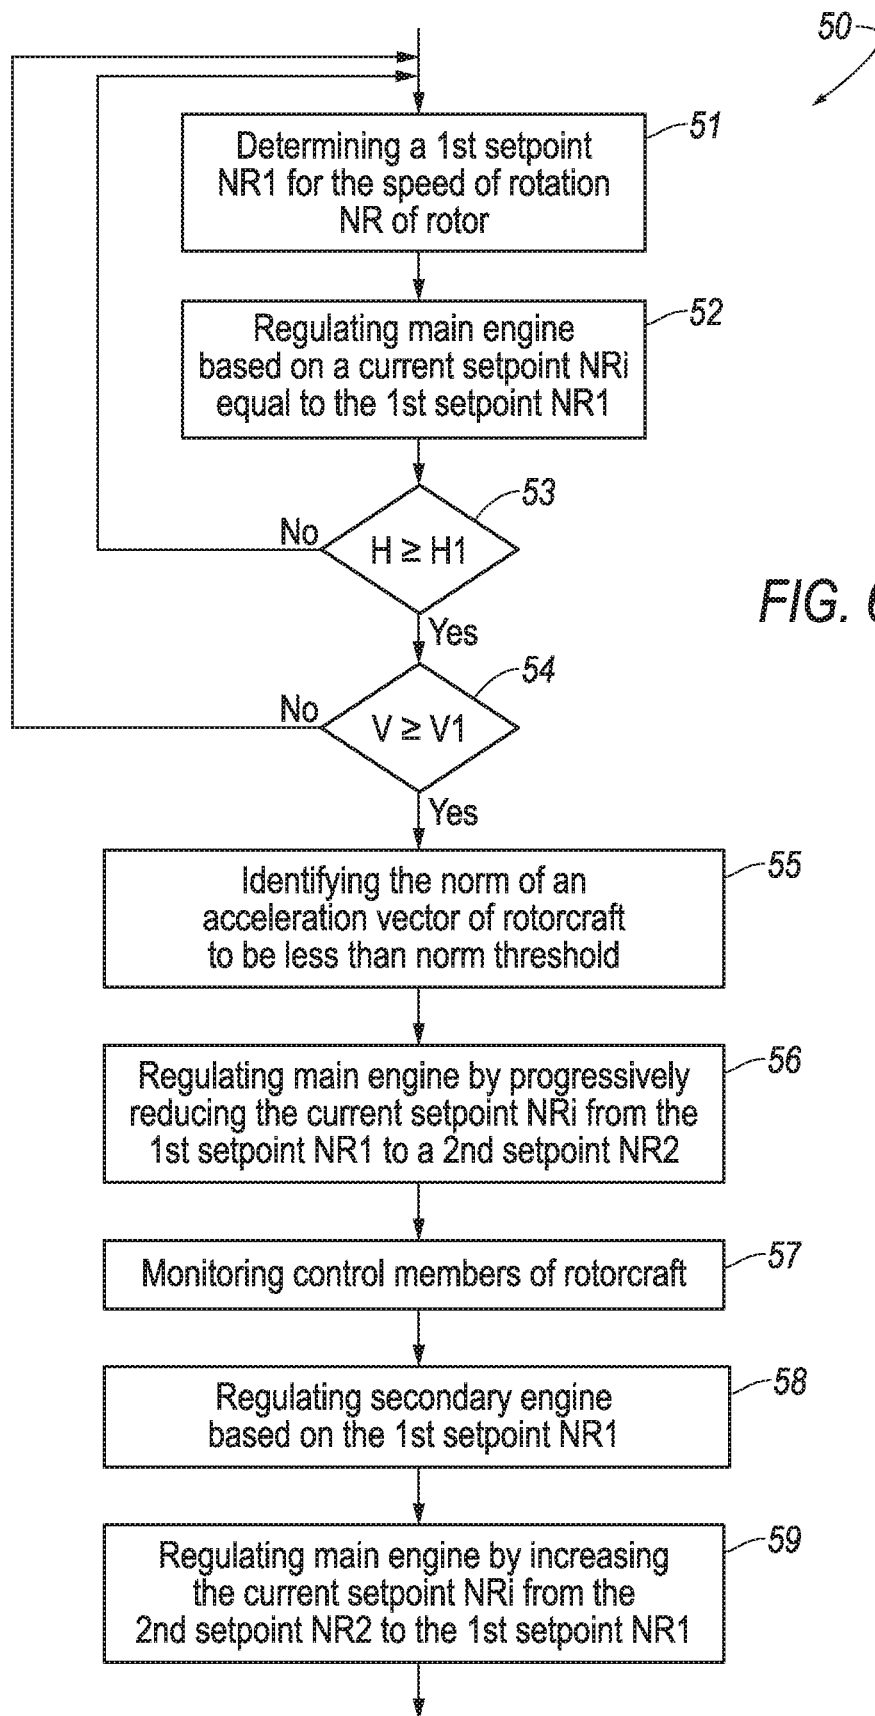 50
51
Determining a 1st setpoint
NR1 for the speed of rotation
NR of rotor
52
Regulating main engine
based on a current setpoint NRi
equal to the 1st setpoint NR1
53
No
H ≥ H1
Yes
FIG.
54
No
V ≥ V1
Yes
55
Identifying the norm of an
acceleration vector of rotorcraft
to be less than norm threshold
56
Regulating main engine by progressively
reducing the current setpoint NRi from the
1st setpoint NR1 to a 2nd setpoint NR2
57
Monitoring control members of rotorcraft
58
Regulating secondary engine
based on the 1st setpoint NR1
59
Regulating main engine by increasing
the current setpoint NRi from the
2nd setpoint NR2 to the 1st setpoint NR1